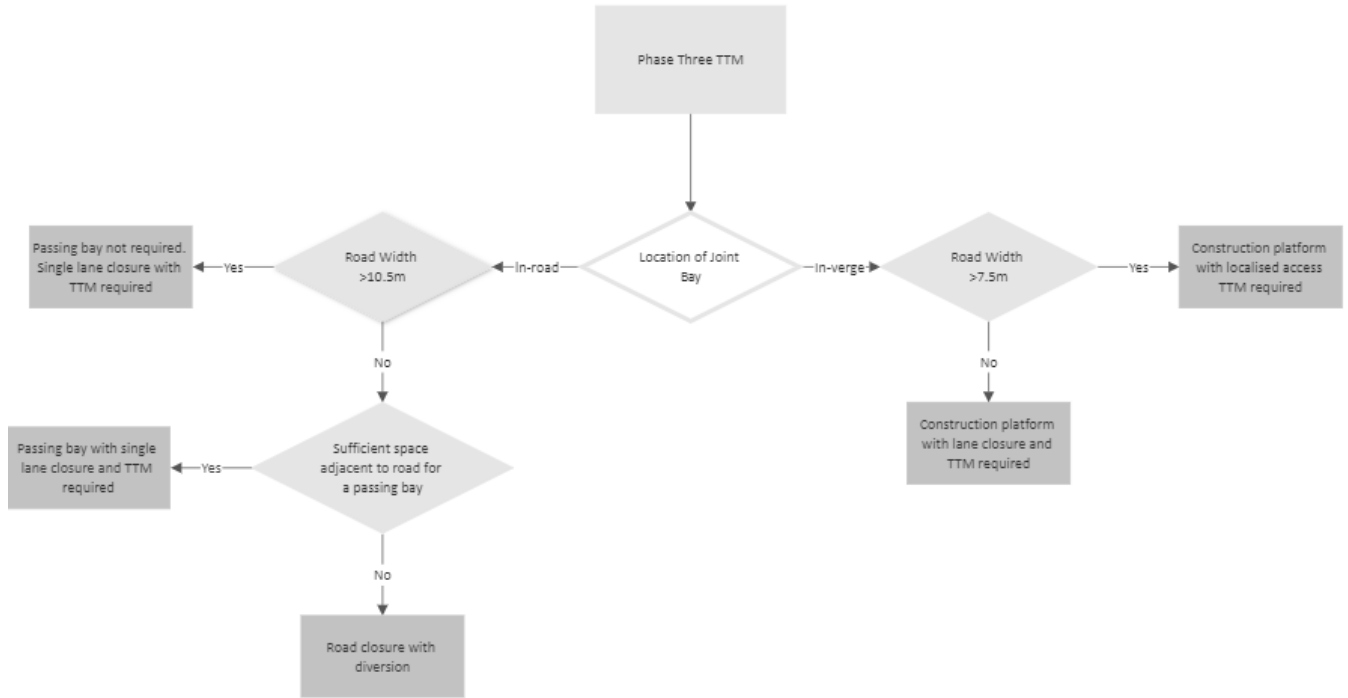 Phase Three TTM
Passing bay not required.
Single lane closure with
TTM required
Yes
Road Width
>10.5m
In-road
Location of Joint
Bay
In-verge
Road Width
>7.5m
Yes
Construction platform
with localised access
TTM required
No
No
Passing bay with single
lane closure and TTM
required
Yes
Sufficient space
adjacent to road for
a passing bay
Construction platform
with lane closure and
TTM required
No
Road closure with
diversion